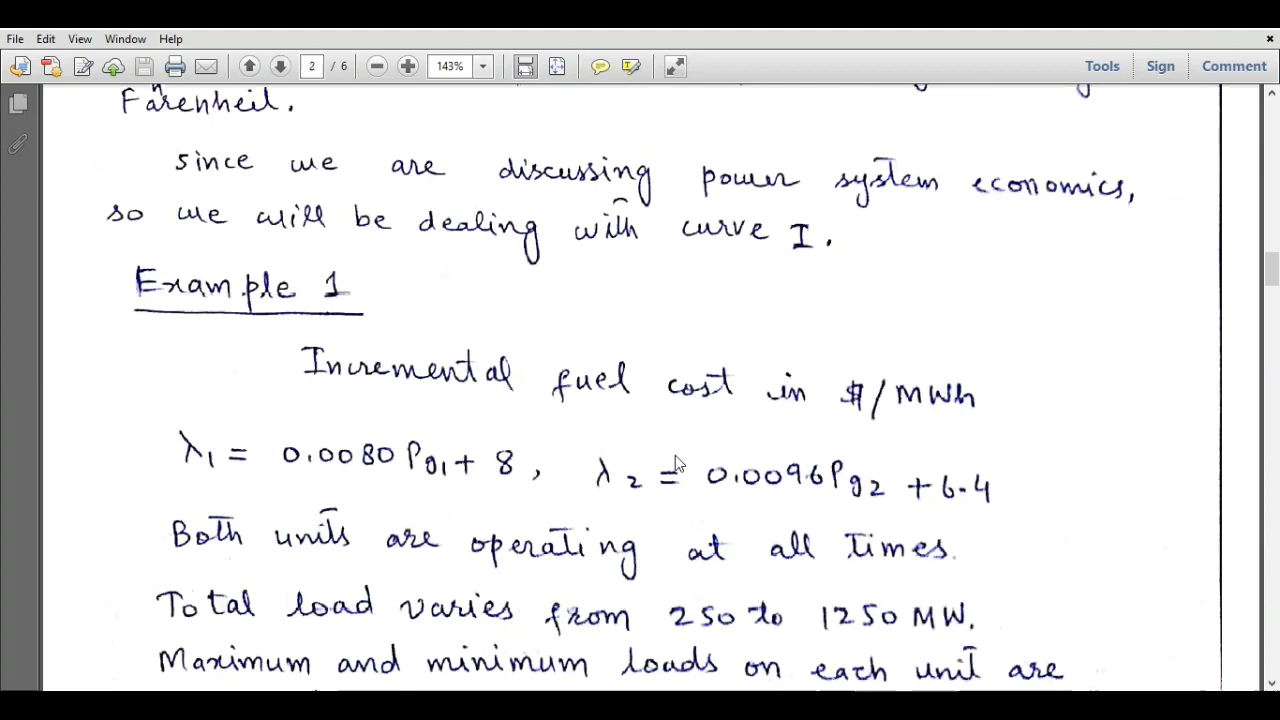 File Edit View Window Help
2 / 6 143% Tools Sign Comment
Farenheil.
since we are discussing power system economics,
so we will be dealing with curve I.
Example 1
Incremental fuel cost in $/MWh
λ₁ = 0.0080 Pg₁ + 8 , λ₂ = 0.0096 Pg₂ + 6.4
Both units are operating at all times.
Total load varies from 250 to 1250 MW.
Maximum and minimum loads on each unit are